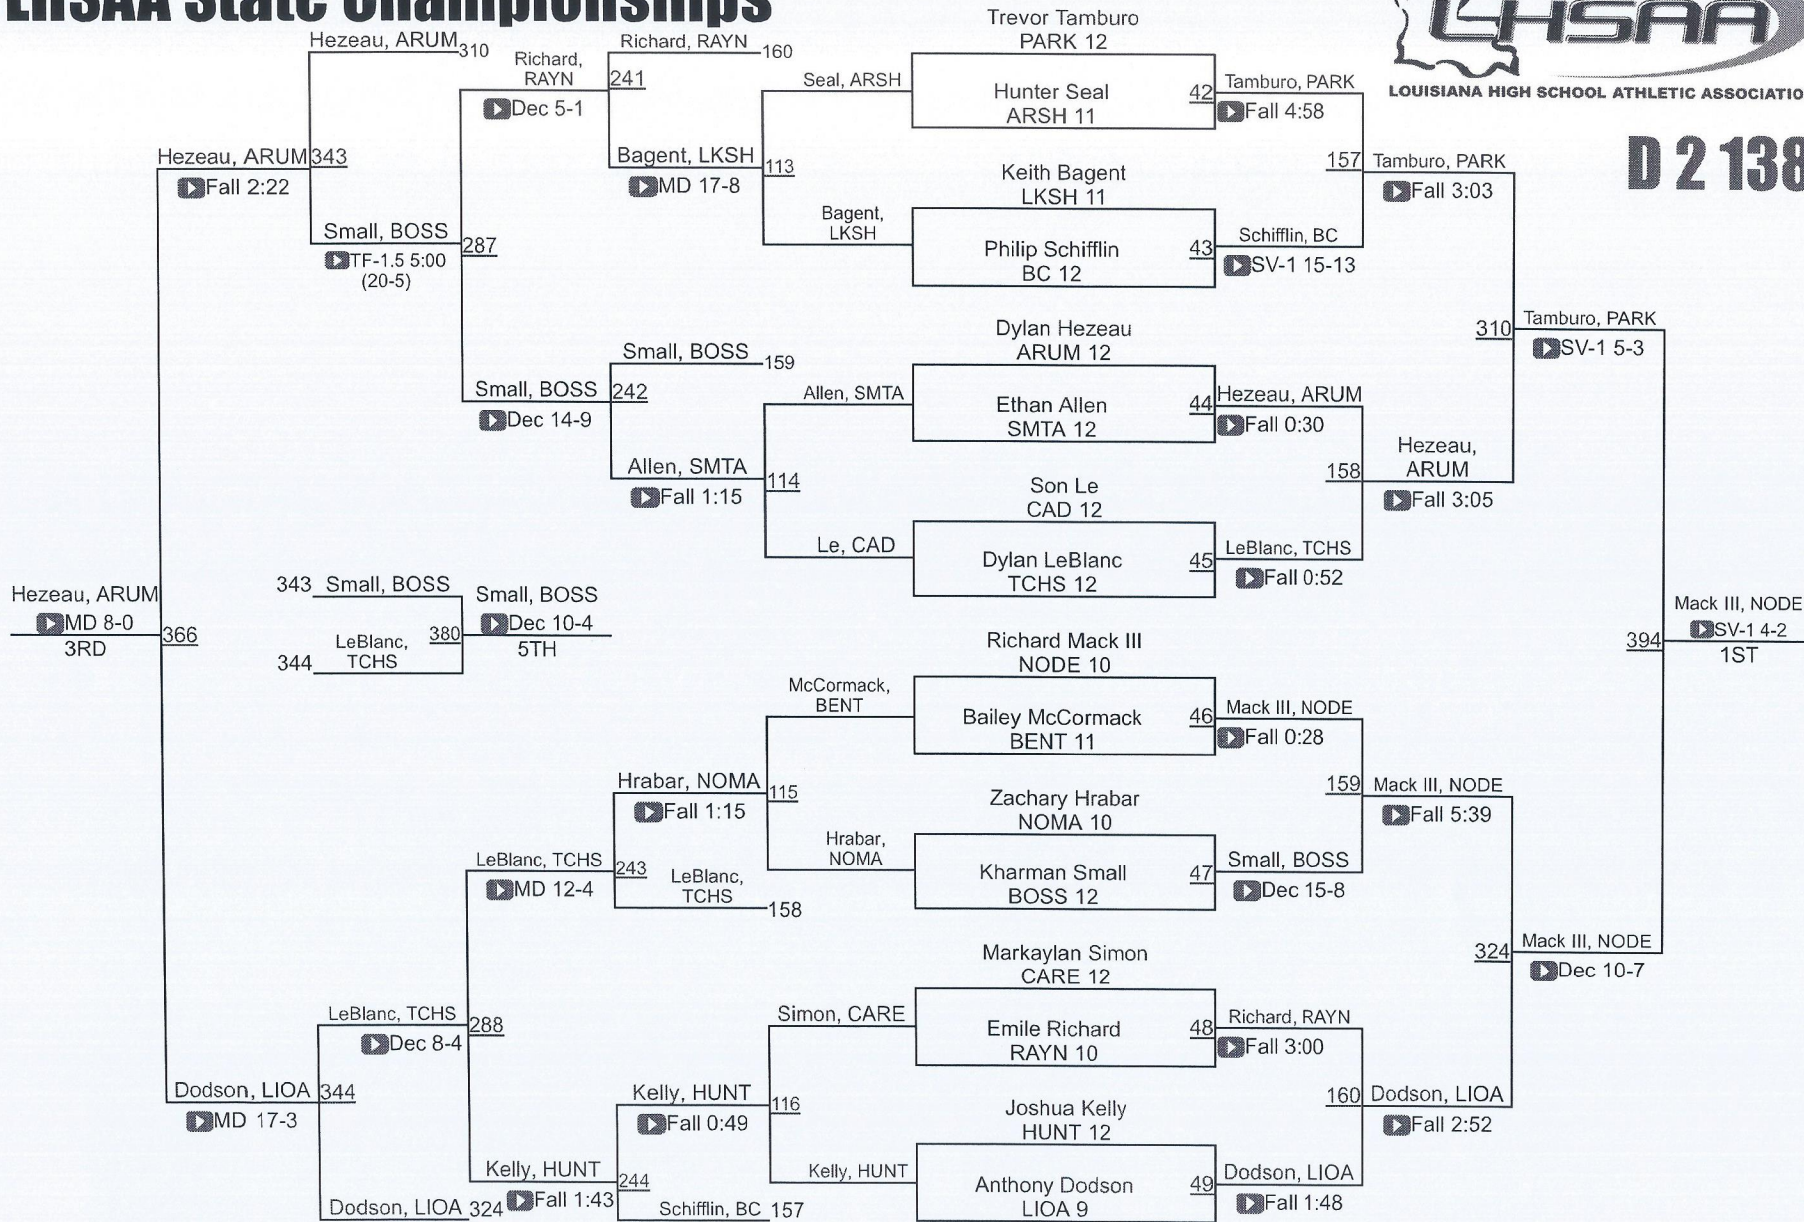 LHSAA State Championships
LHSAA
LOUISIANA HIGH SCHOOL ATHLETIC ASSOCIATIO
D 2 138
Hezeau, ARUM
310
Richard,
RAYN
Dec 5-1
Richard, RAYN
160
241
Bagent, LKSH
MD 17-8
113
Seal, ARSH
Bagent,
LKSH
Hezeau, ARUM
343
Fall 2:22
Small, BOSS
TF-1.5 5:00
(20-5)
287
Small, BOSS
159
Small, BOSS
242
Dec 14-9
Allen, SMTA
Fall 1:15
114
Allen, SMTA
Le, CAD
Trevor Tamburo
PARK 12
Hunter Seal
ARSH 11
42
Tamburo, PARK
Fall 4:58
Keith Bagent
LKSH 11
Philip Schifflin
BC 12
43
Schifflin, BC
SV-1 15-13
157
Tamburo, PARK
Fall 3:03
Dylan Hezeau
ARUM 12
Ethan Allen
SMTA 12
44
Hezeau, ARUM
Fall 0:30
Son Le
CAD 12
Dylan LeBlanc
TCHS 12
45
LeBlanc, TCHS
Fall 0:52
158
Hezeau,
ARUM
Fall 3:05
310
Tamburo, PARK
SV-1 5-3
Hezeau, ARUM
MD 8-0
3RD
366
343
Small, BOSS
344
LeBlanc,
TCHS
380
Small, BOSS
Dec 10-4
5TH
394
Mack III, NODE
SV-1 4-2
1ST
McCormack,
BENT
Hrabar, NOMA
Fall 1:15
115
Hrabar,
NOMA
LeBlanc, TCHS
MD 12-4
243
LeBlanc,
TCHS
158
Richard Mack III
NODE 10
Bailey McCormack
BENT 11
46
Mack III, NODE
Fall 0:28
Zachary Hrabar
NOMA 10
Kharman Small
BOSS 12
47
Small, BOSS
Dec 15-8
159
Mack III, NODE
Fall 5:39
LeBlanc, TCHS
Dec 8-4
288
Simon, CARE
Kelly, HUNT
Fall 0:49
116
Kelly, HUNT
Dodson, LIOA
344
MD 17-3
Dodson, LIOA
324
Kelly, HUNT
Fall 1:43
244
Schifflin, BC
157
Markaylan Simon
CARE 12
Emile Richard
RAYN 10
48
Richard, RAYN
Fall 3:00
Joshua Kelly
HUNT 12
Anthony Dodson
LIOA 9
49
Dodson, LIOA
Fall 1:48
160
Dodson, LIOA
Fall 2:52
324
Mack III, NODE
Dec 10-7